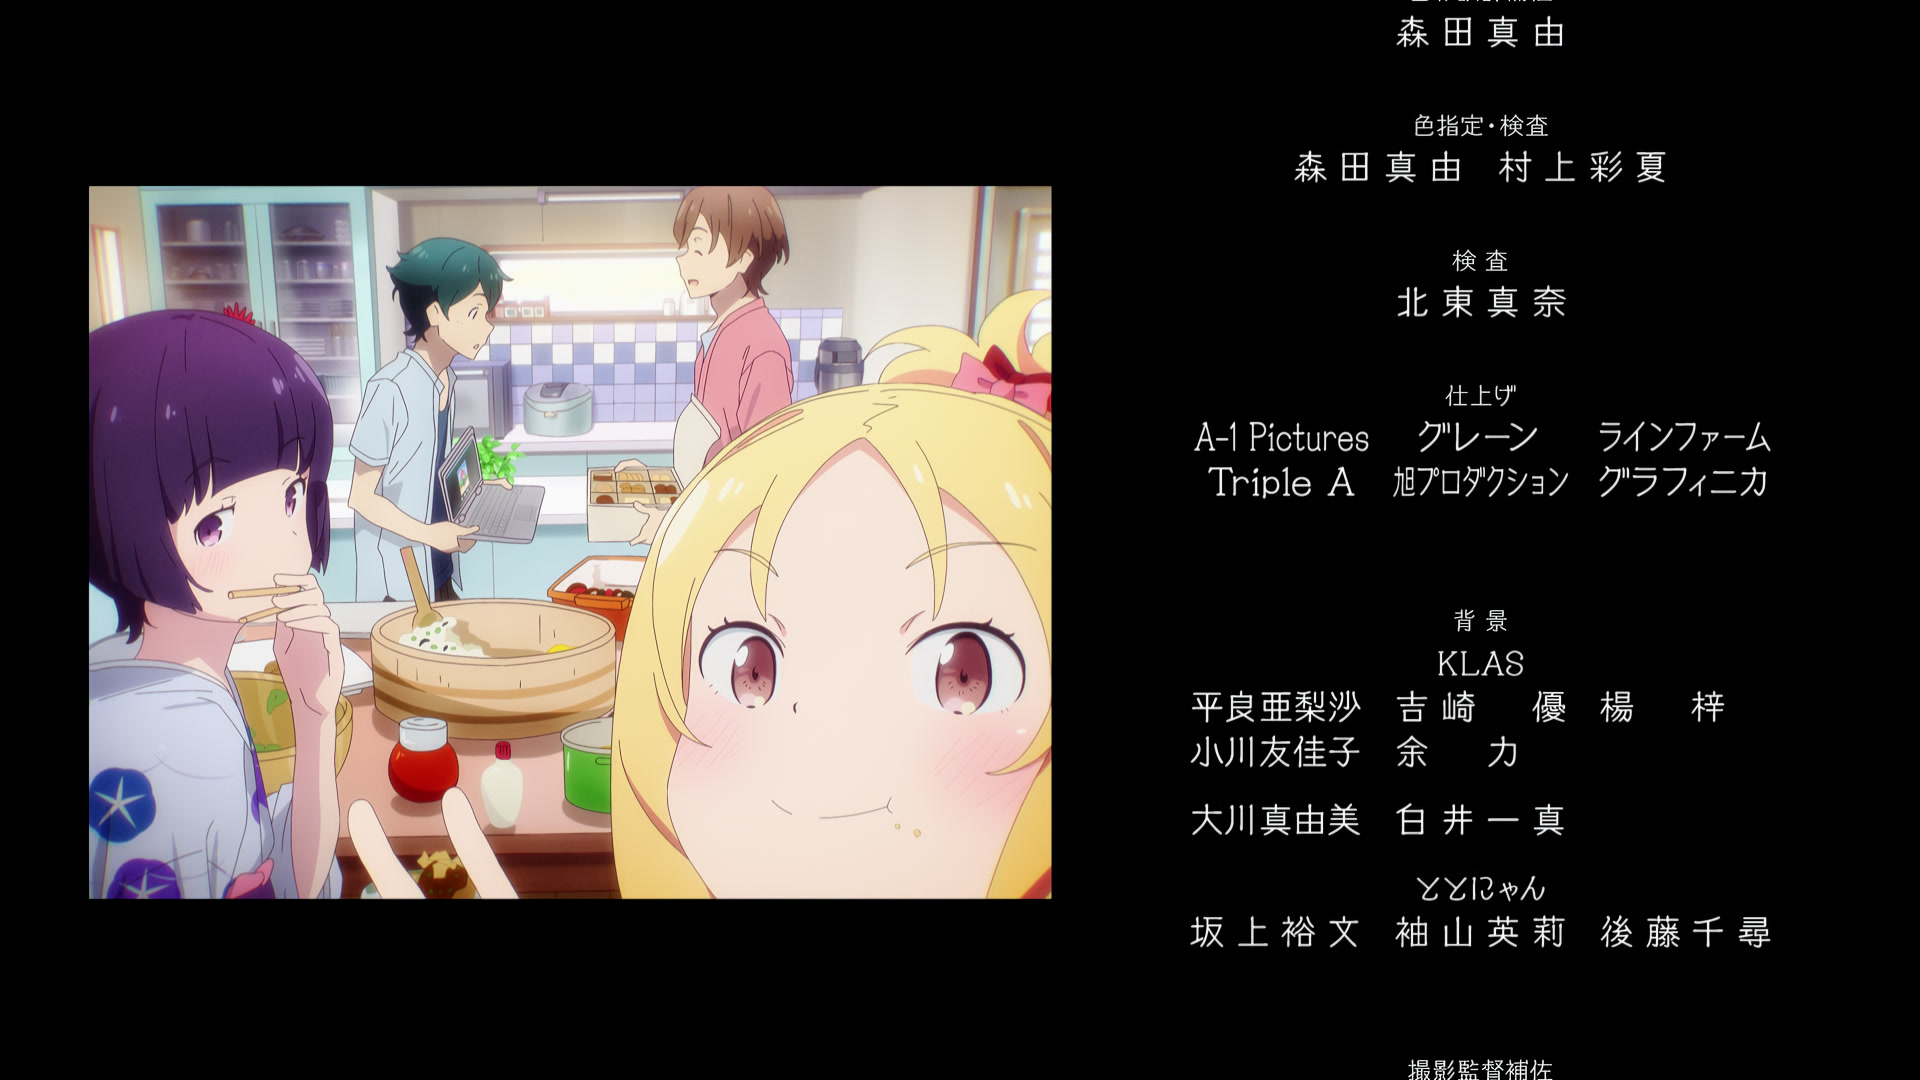 森田真由
色指定・検査
森田真由 村上彩夏
検査
北東真奈
仕上げ
A-1 Pictures グレーン ラインファーム
Triple A 旭プロダクション グラフィニカ
背景
KLAS
平良亜梨沙 吉崎 優 楊 梓
小川友佳子 余 力
大川真由美 白井一真
ととにゃん
坂上裕文 袖山英莉 後藤千尋
撮影監督補佐